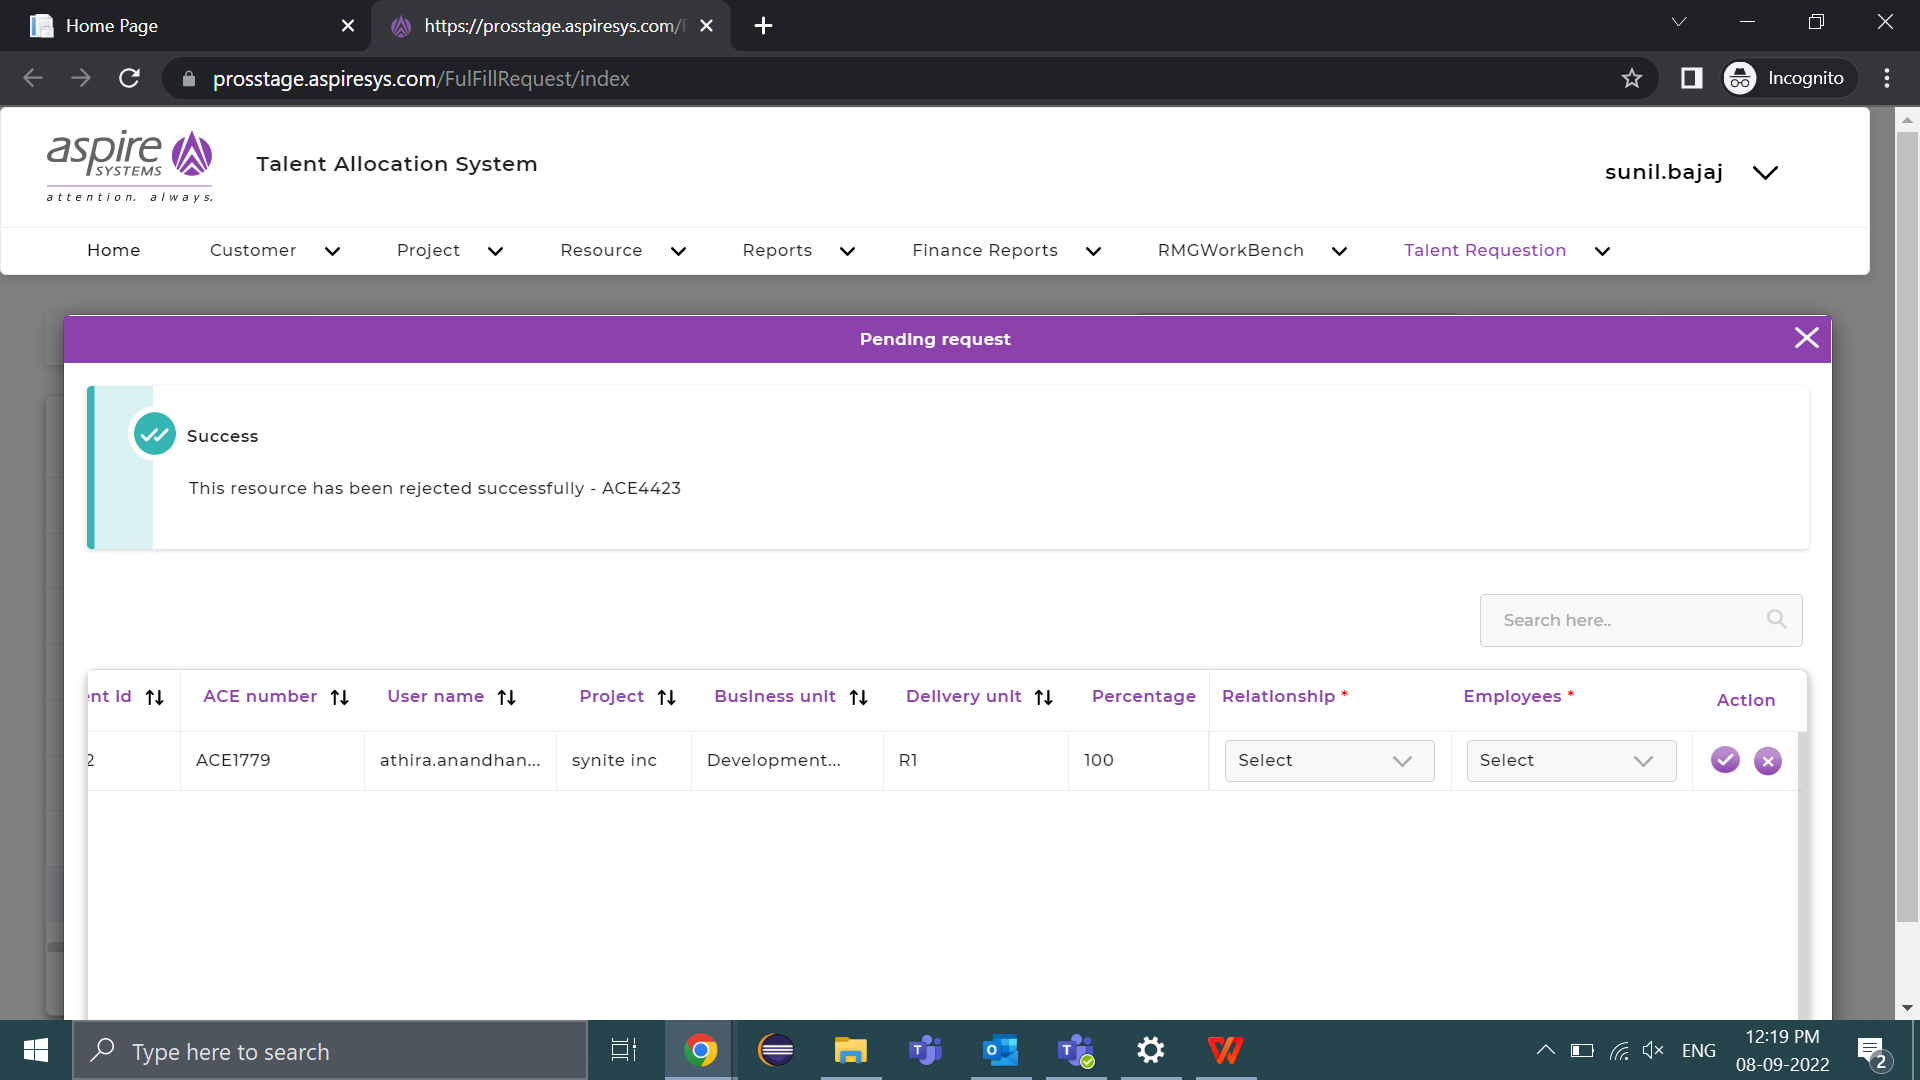 Home Page
https://prosstage.aspiresys.com/
prosstage.aspiresys.com/FulFillRequest/index
Incognito
aspire
SYSTEMS
attention. always.
Talent Allocation System
sunil.bajaj
Home Customer Project Resource Reports Finance Reports RMGWorkBench Talent Requestion
Pending request
Success
This resource has been rejected successfully - ACE4423
Search here..
ent Id ACE number User name Project Business unit Delivery unit Percentage Relationship * Employees * Action
2 ACE1779 athira.anandhan... synite inc Development... R1 100 Select Select
Type here to search
ENG
12:19 PM
08-09-2022
2